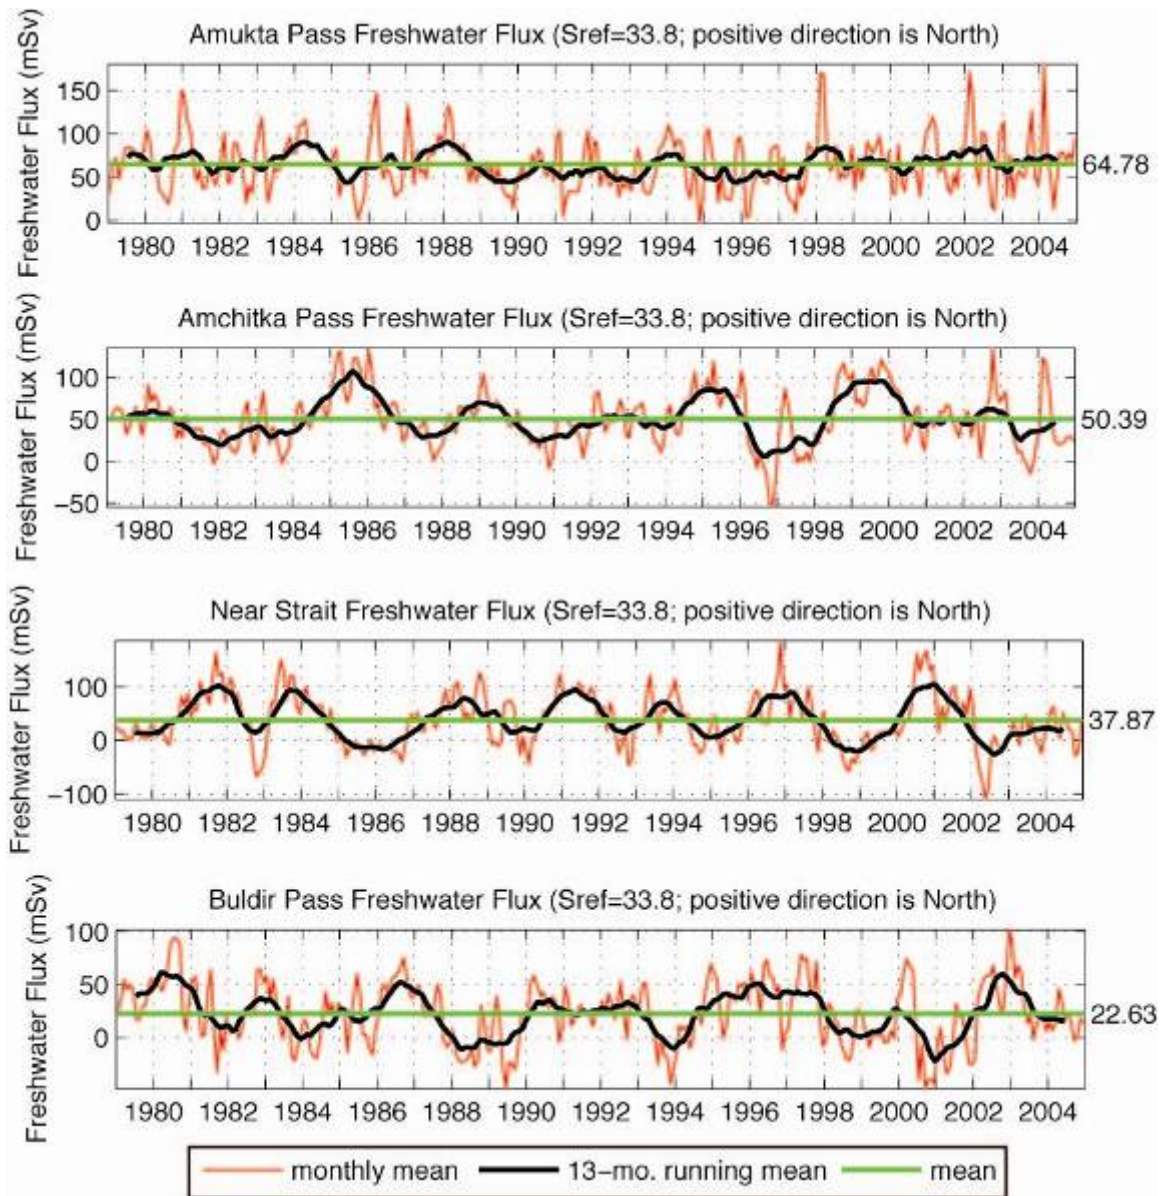 Amukta Pass Freshwater Flux (Sref=33.8; positive direction is North)
Freshwater Flux (mSv)
150
100
50
0
64.78
1980 1982 1984 1986 1988 1990 1992 1994 1996 1998 2000 2002 2004
Amchitka Pass Freshwater Flux (Sref=33.8; positive direction is North)
Freshwater Flux (mSv)
100
50
0
−50
50.39
1980 1982 1984 1986 1988 1990 1992 1994 1996 1998 2000 2002 2004
Near Strait Freshwater Flux (Sref=33.8; positive direction is North)
Freshwater Flux (mSv)
100
0
−100
37.87
1980 1982 1984 1986 1988 1990 1992 1994 1996 1998 2000 2002 2004
Buldir Pass Freshwater Flux (Sref=33.8; positive direction is North)
Freshwater Flux (mSv)
100
50
0
22.63
1980 1982 1984 1986 1988 1990 1992 1994 1996 1998 2000 2002 2004
monthly mean 13−mo. running mean mean